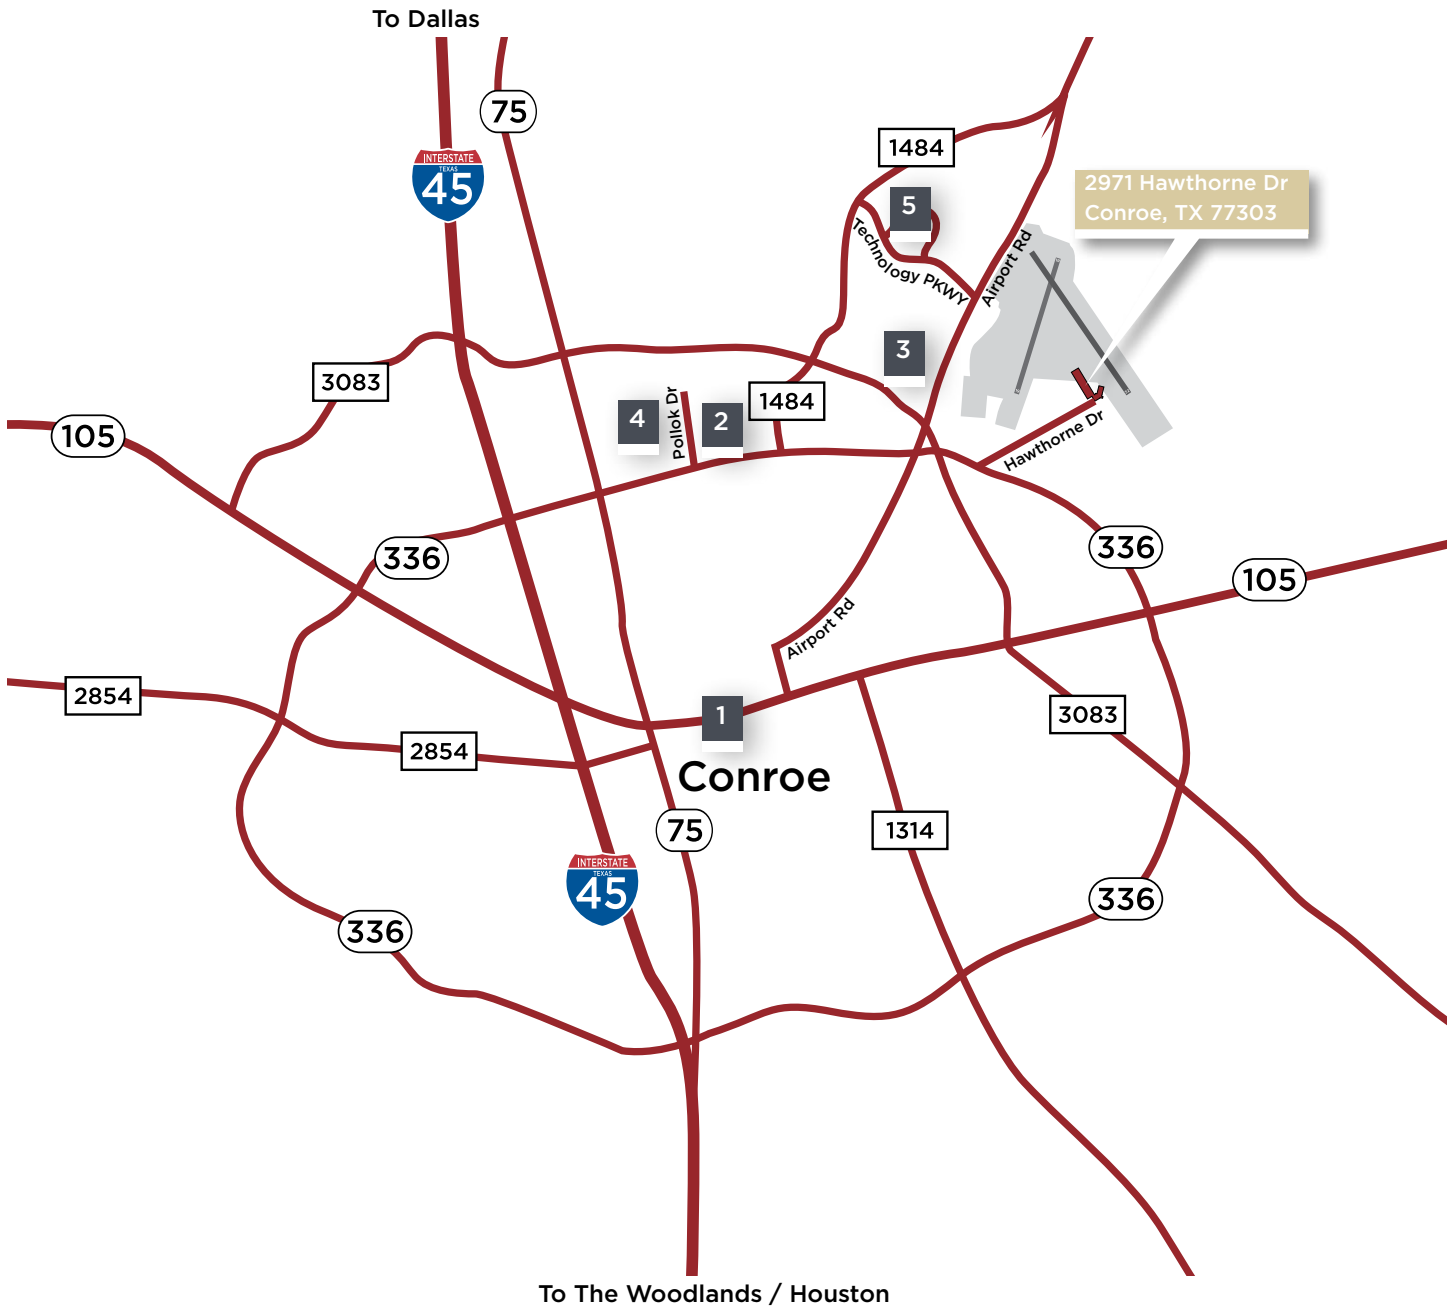 To Dallas
75
1484
INTERSTATE
TEXAS
45
2971 Hawthorne Dr
Conroe, TX 77303
5
Technology PKWY
Airport Rd
3
3083
Pollok Dr
1484
4
2
105
Hawthorne Dr
336
336
105
Airport Rd
2854
1
3083
2854
Conroe
75
1314
INTERSTATE
TEXAS
45
336
336
To The Woodlands / Houston